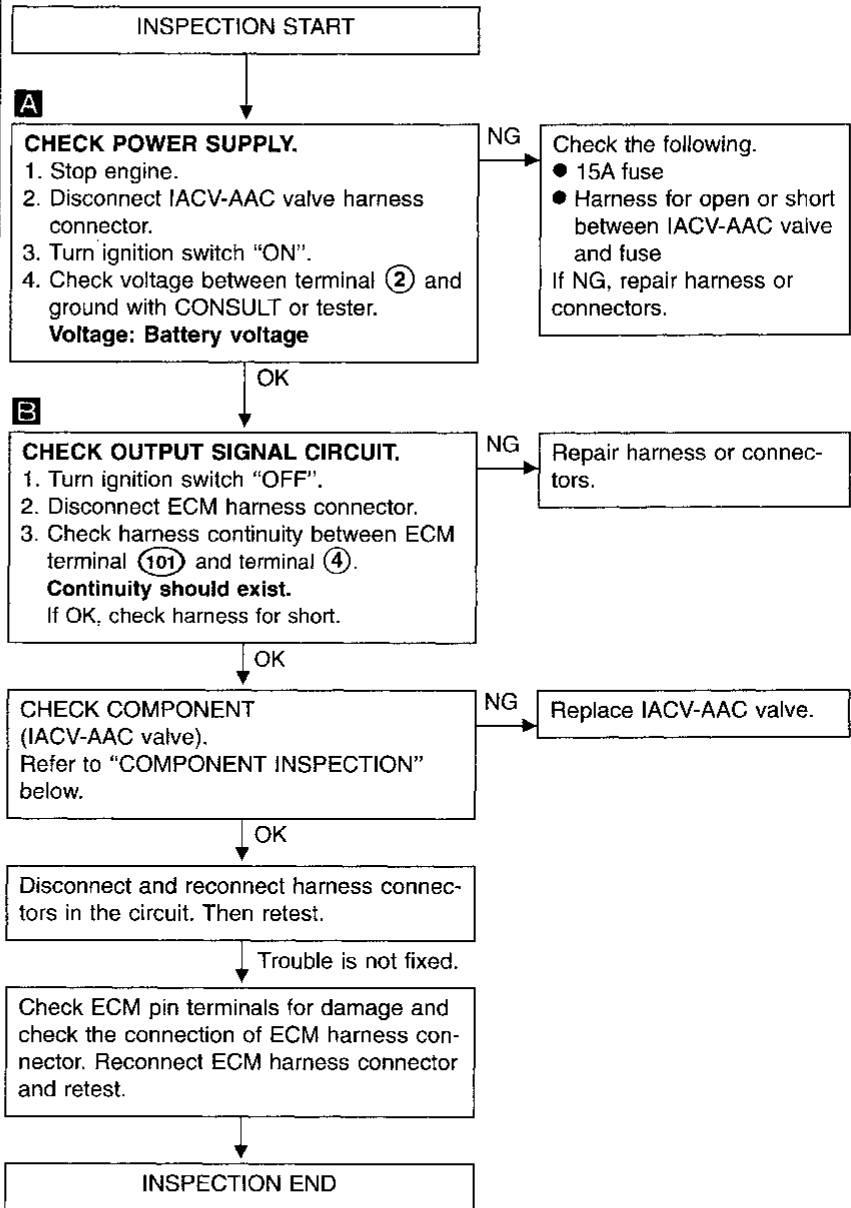 INSPECTION START
A
CHECK POWER SUPPLY.
1. Stop engine.
2. Disconnect IACV-AAC valve harness
connector.
3. Turn ignition switch “ON”.
4. Check voltage between terminal ② and
ground with CONSULT or tester.
Voltage: Battery voltage
NG
Check the following.
● 15A fuse
● Harness for open or short
between IACV-AAC valve
and fuse
If NG, repair harness or
connectors.
OK
B
CHECK OUTPUT SIGNAL CIRCUIT.
1. Turn ignition switch “OFF”.
2. Disconnect ECM harness connector.
3. Check harness continuity between ECM
terminal (101) and terminal ④.
Continuity should exist.
If OK, check harness for short.
NG
Repair harness or connec-
tors.
OK
CHECK COMPONENT
(IACV-AAC valve).
Refer to “COMPONENT INSPECTION”
below.
NG
Replace IACV-AAC valve.
OK
Disconnect and reconnect harness connec-
tors in the circuit. Then retest.
Trouble is not fixed.
Check ECM pin terminals for damage and
check the connection of ECM harness con-
nector. Reconnect ECM harness connector
and retest.
INSPECTION END